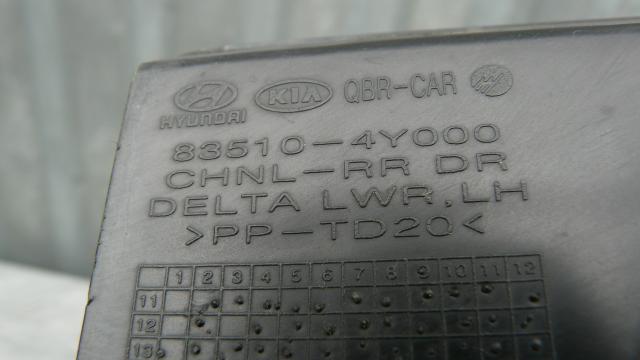 HYUNDAI KIA QBR-CAR
83510-4Y000
CHNL-RR DR
DELTA LWR,LH
>PP-TD20<
1 2 3 4 5 6 7 8 9 10 11 12
11
12
13